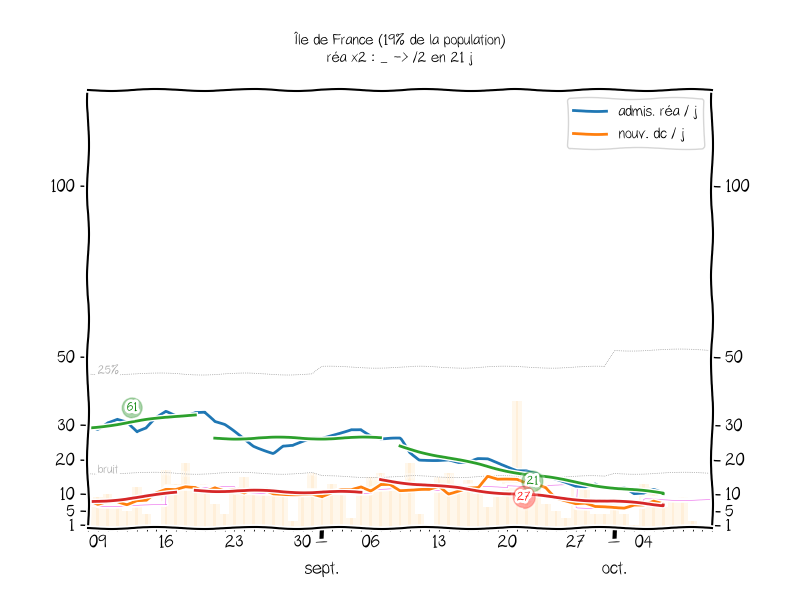 Île de France (19% de la population)
réa x2 : _ -> /2 en 21 j
admis. réa / j
nouv. dc / j
100
100
50
50
25%
61
30
30
20
20
bruit
21
27
10
10
5
5
1
1
09 16 23 30 06 13 20 27 04
sept. oct.